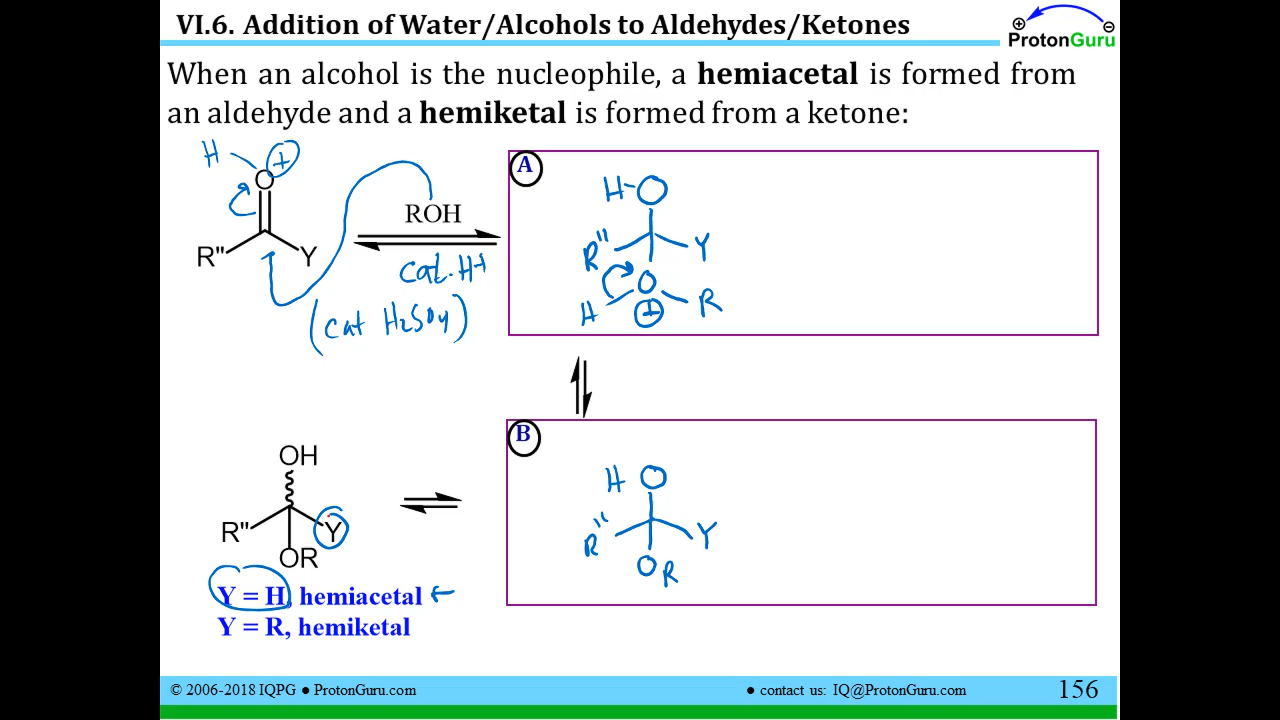 VI.6. Addition of Water/Alcohols to Aldehydes/Ketones
⊕ ⊖
ProtonGuru
When an alcohol is the nucleophile, a hemiacetal is formed from
an aldehyde and a hemiketal is formed from a ketone:
H +
O
R" Y
ROH
cat. H+
(cat H2SO4)
A
H-O
R" Y
O
H + R
B
H O
R" Y
OR
OH
R" Y
OR
Y = H, hemiacetal ←
Y = R, hemiketal
© 2006-2018 IQPG ● ProtonGuru.com ● contact us: IQ@ProtonGuru.com 156